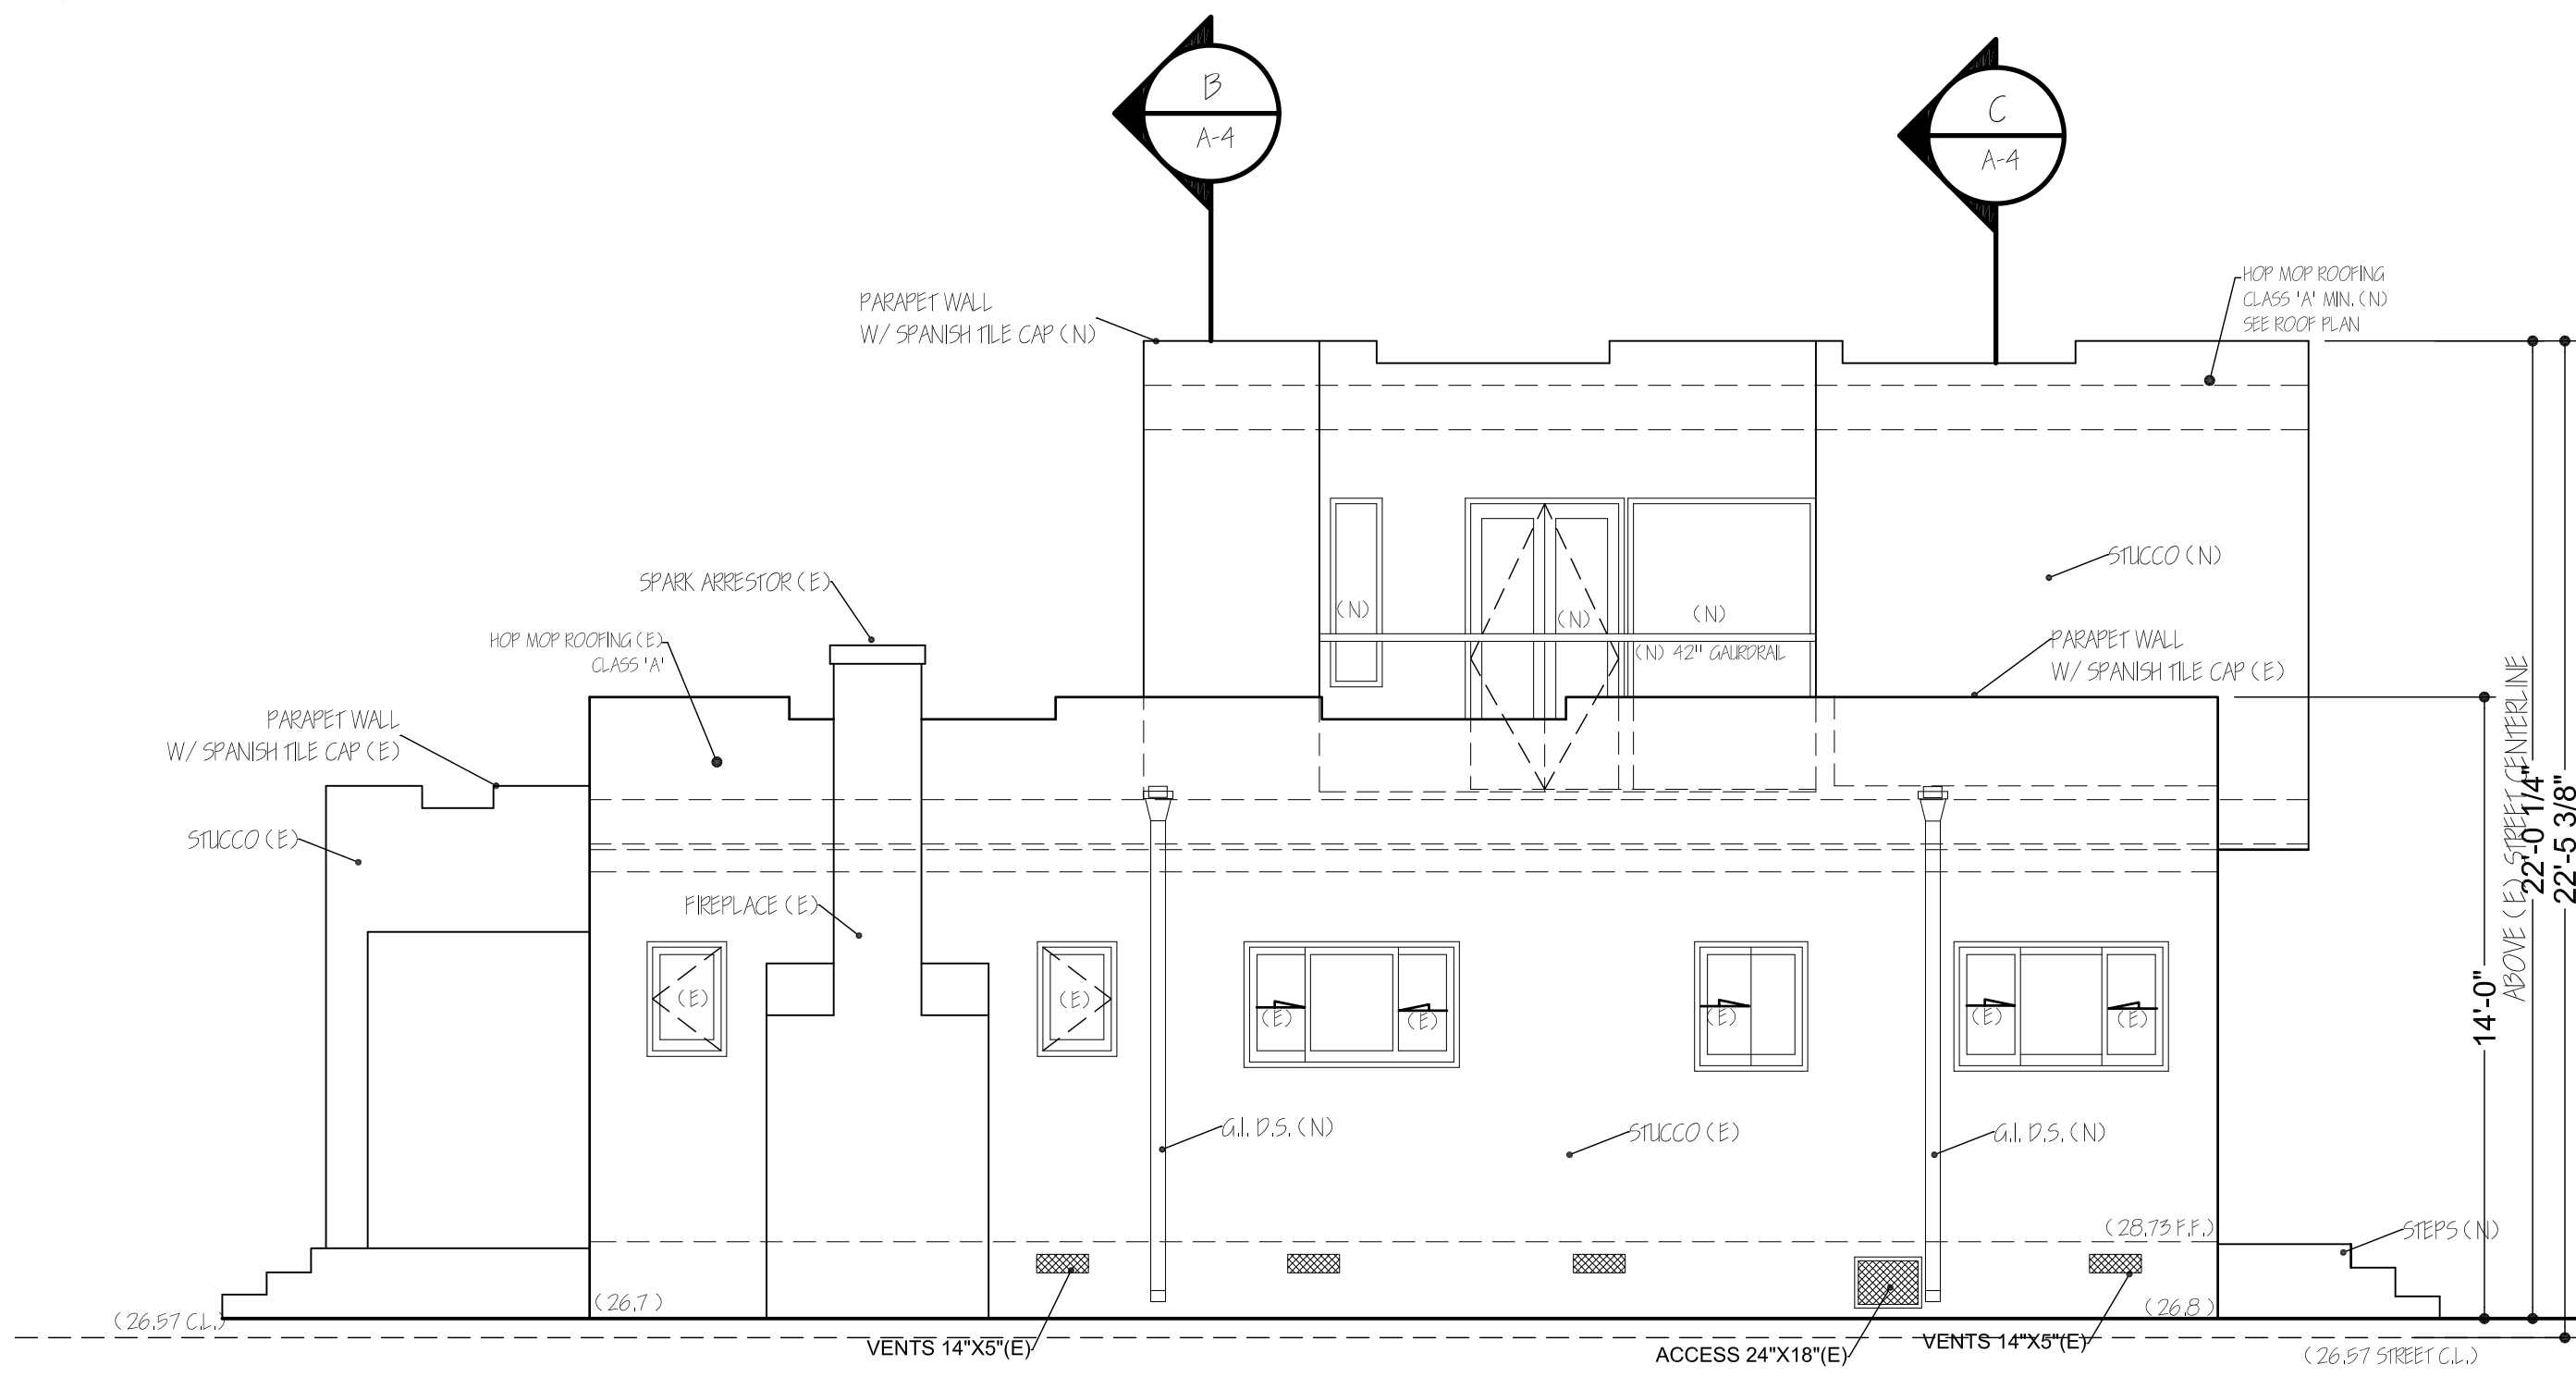 B
A-4
C
A-4
HOP MOP ROOFING
CLASS 'A' MIN. (N)
SEE ROOF PLAN
PARAPET WALL
W/ SPANISH TILE CAP (N)
STUCCO (N)
SPARK ARRESTOR (E)
(N)
(N)
(N)
HOP MOP ROOFING (E)
CLASS 'A'
(N) 42" GAURDRAIL
PARAPET WALL
W/ SPANISH TILE CAP (E)
PARAPET WALL
W/ SPANISH TILE CAP (E)
STUCCO (E)
FIREPLACE (E)
ABOVE (E) STREET CENTERLINE
22'-0 1/4"
22'-5 3/8"
14'-0"
(E)
(E)
(E)
(E)
(E)
(E)
(E)
G.I. D.S. (N)
STUCCO (E)
G.I. D.S. (N)
(28.73 F.F.)
STEPS (N)
(26.7)
(26.8)
(26.57 C.L.)
VENTS 14"X5"(E)
ACCESS 24"X18"(E)
VENTS 14"X5"(E)
(26.57 STREET C.L.)